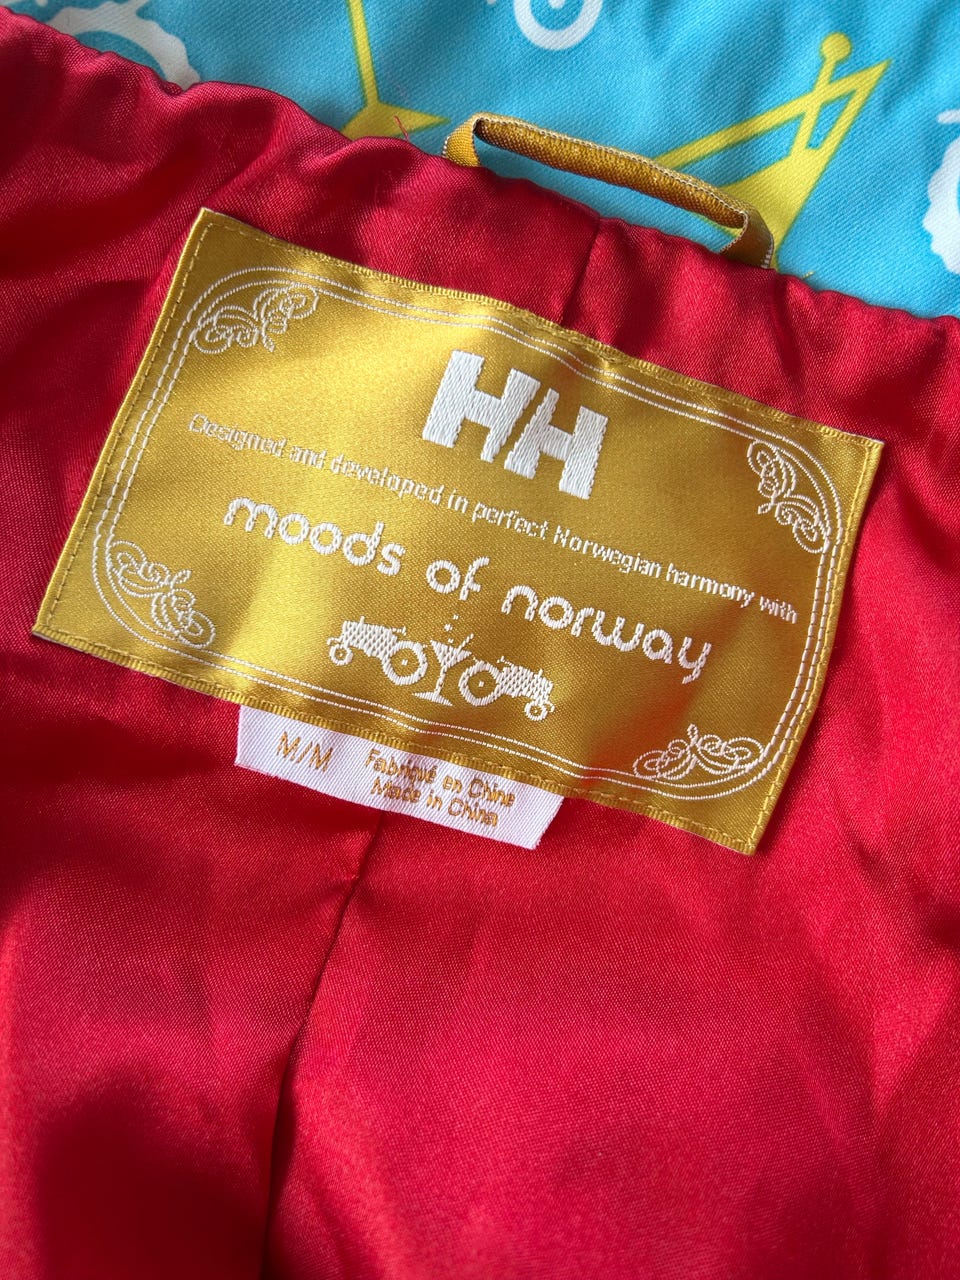 HH
Designed and developed in perfect Norwegian harmony with
moods of norway
M/M
Fabriqué en Chine
Made in China